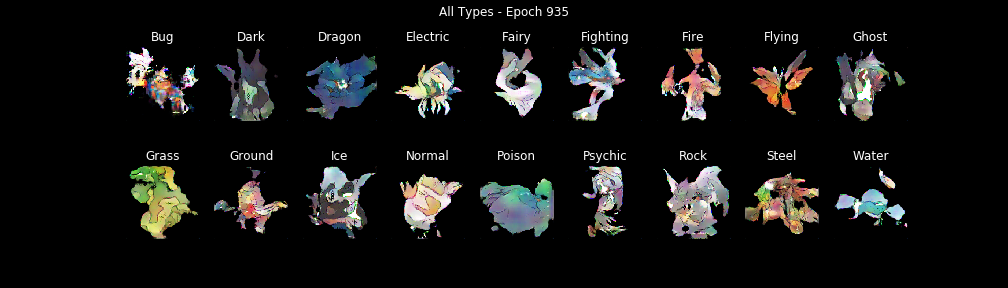 All Types - Epoch 935
Bug Dark Dragon Electric Fairy Fighting Fire Flying Ghost
Grass Ground Ice Normal Poison Psychic Rock Steel Water